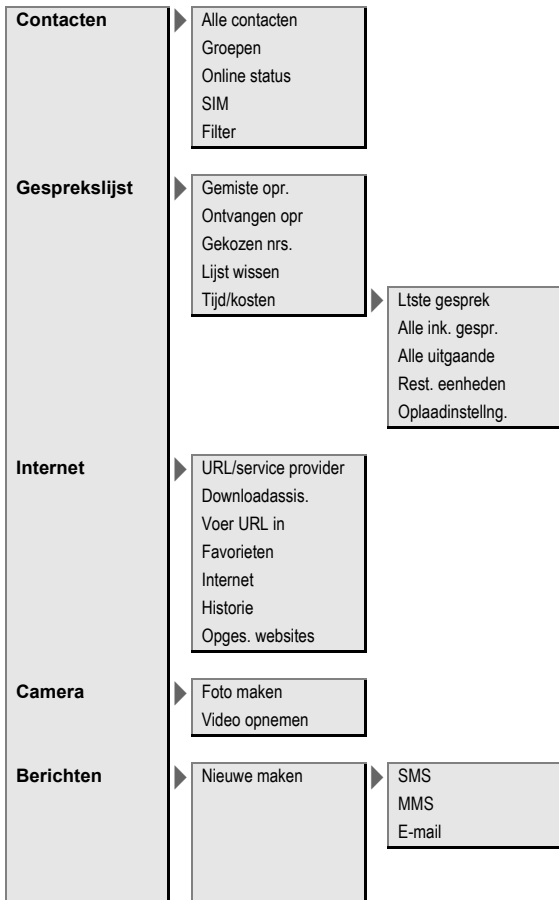 Contacten
Alle contacten
Groepen
Online status
SIM
Filter
Gesprekslijst
Gemiste opr.
Ontvangen opr
Gekozen nrs.
Lijst wissen
Tijd/kosten
Ltste gesprek
Alle ink. gespr.
Alle uitgaande
Rest. eenheden
Oplaadinstellng.
Internet
URL/service provider
Downloadassis.
Voer URL in
Favorieten
Internet
Historie
Opges. websites
Camera
Foto maken
Video opnemen
Berichten
Nieuwe maken
SMS
MMS
E-mail